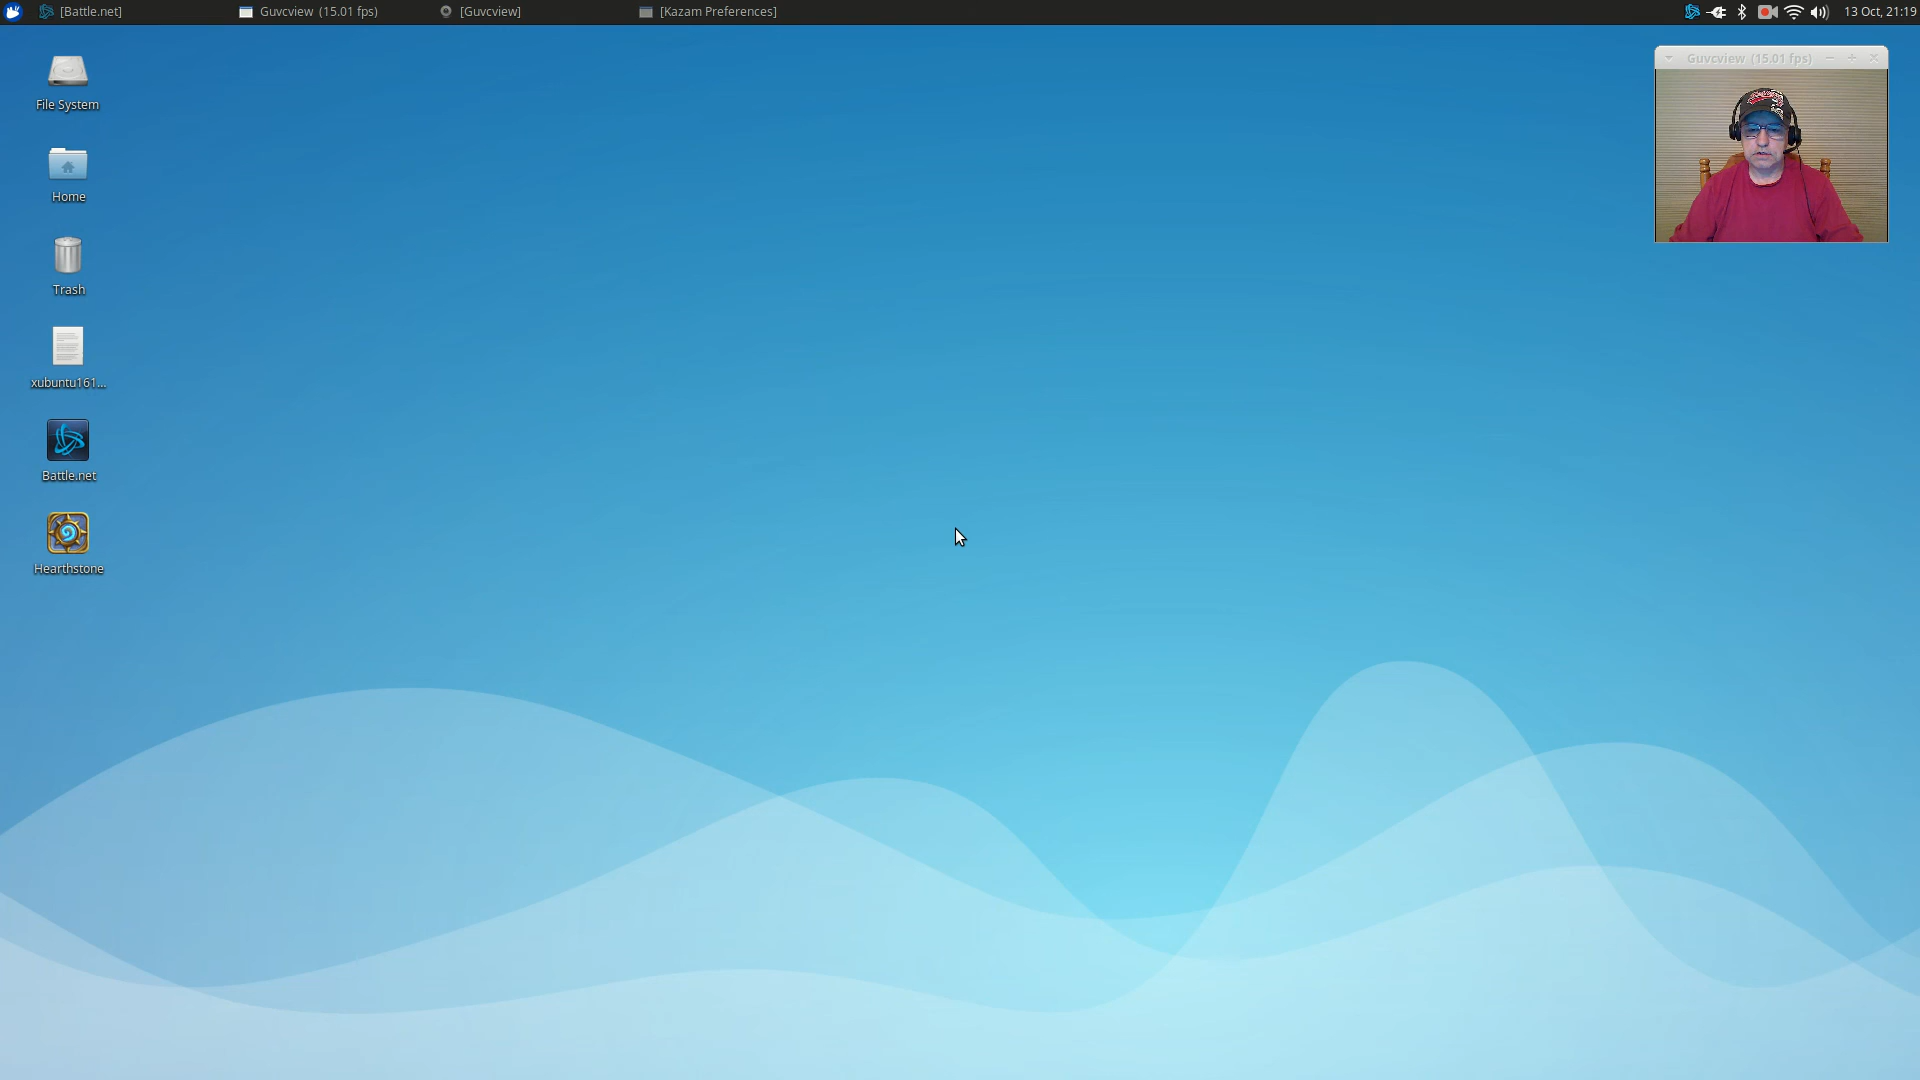 [Battle.net]
Guvcview (15.01 fps)
[Guvcview]
[Kazam Preferences]
13 Oct, 21:19
Guvcview (15.01 fps)
File System
Home
Trash
xubuntu161...
Battle.net
Hearthstone